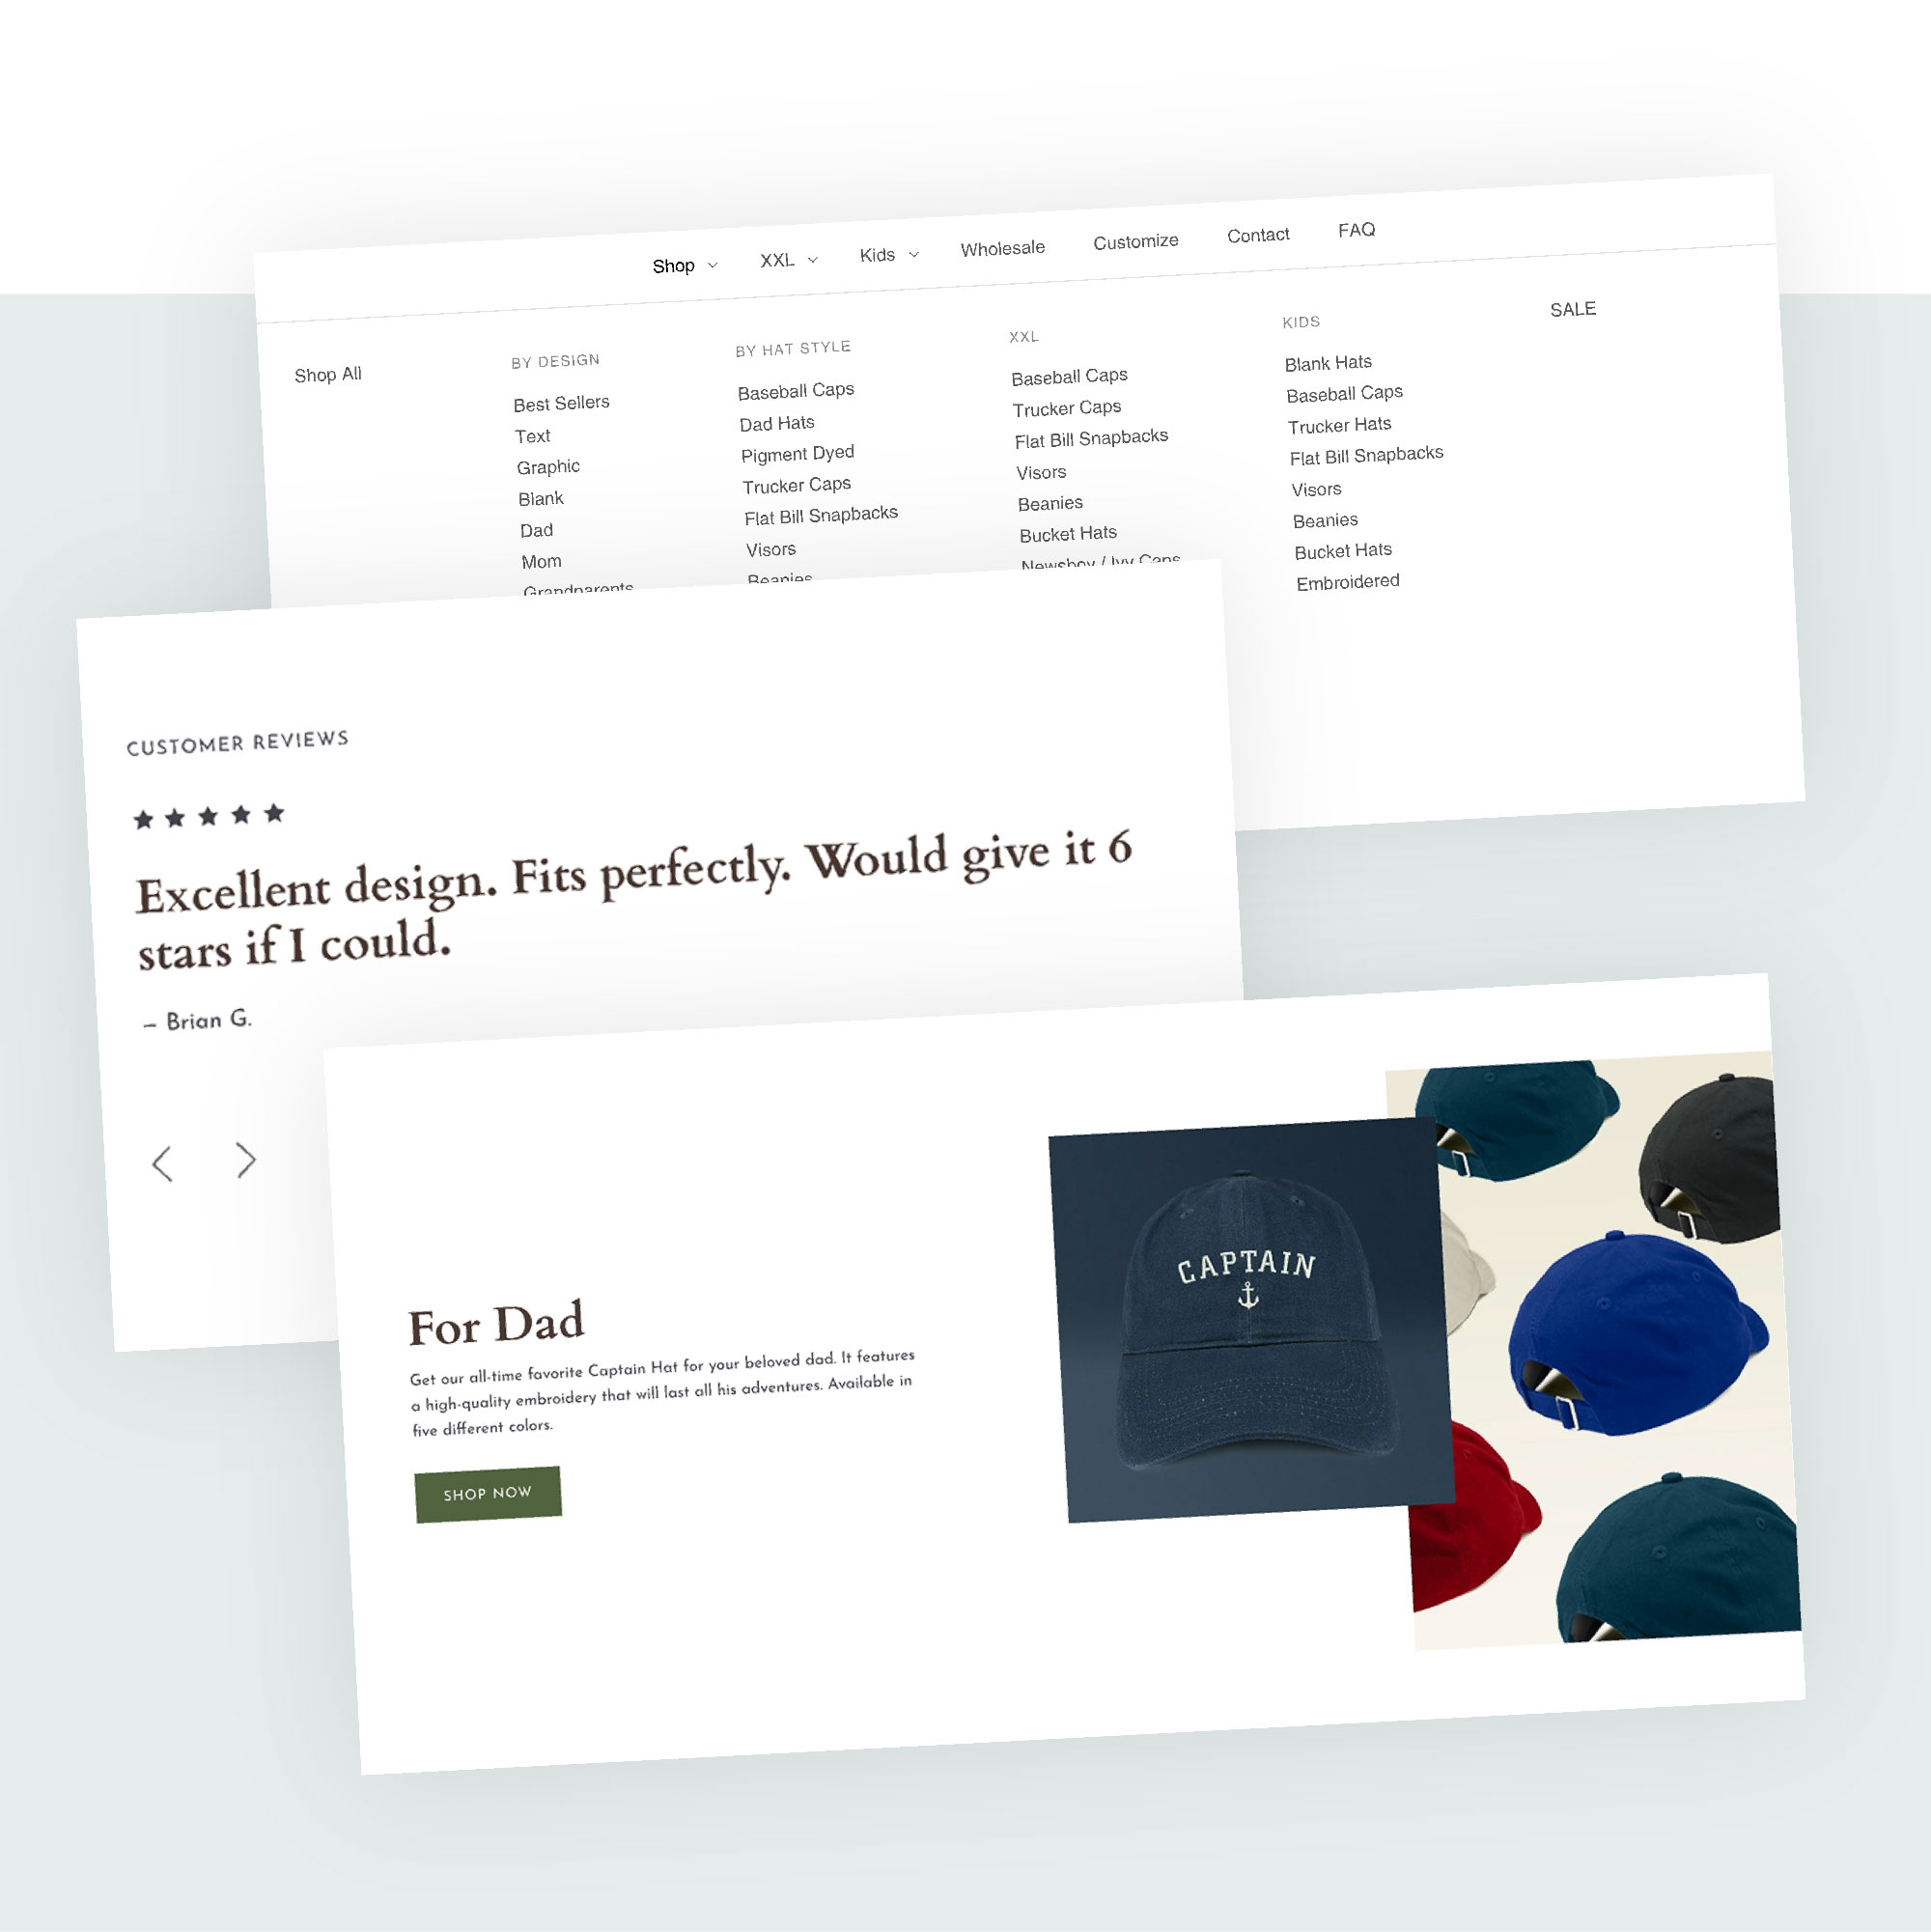 Shop XXL Kids Wholesale Customize Contact FAQ
Shop All
BY DESIGN
Best Sellers
Text
Graphic
Blank
Dad
Mom
Grandparents
BY HAT STYLE
Baseball Caps
Dad Hats
Pigment Dyed
Trucker Caps
Flat Bill Snapbacks
Visors
Beanies
XXL
Baseball Caps
Trucker Caps
Flat Bill Snapbacks
Visors
Beanies
Bucket Hats
Newsboy / Ivy Caps
KIDS
Blank Hats
Baseball Caps
Trucker Hats
Flat Bill Snapbacks
Visors
Beanies
Bucket Hats
Embroidered
SALE
CUSTOMER REVIEWS
Excellent design. Fits perfectly. Would give it 6
stars if I could.
– Brian G.
For Dad
Get our all-time favorite Captain Hat for your beloved dad. It features
a high-quality embroidery that will last all his adventures. Available in
five different colors.
SHOP NOW
CAPTAIN